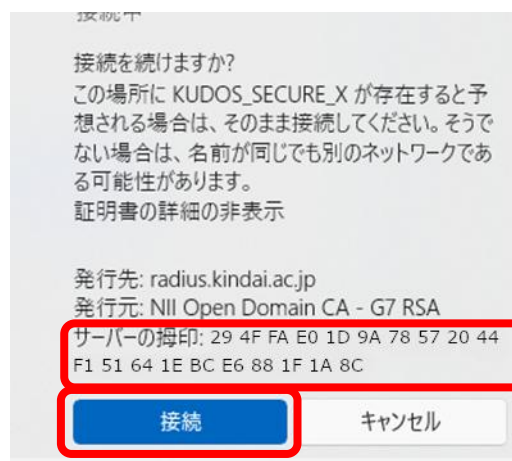 接続中
接続を続けますか?
この場所に KUDOS_SECURE_X が存在すると予
想される場合は、そのまま接続してください。そうで
ない場合は、名前が同じでも別のネットワークであ
る可能性があります。
証明書の詳細の非表示
発行先: radius.kindai.ac.jp
発行元: NII Open Domain CA - G7 RSA
サーバーの拇印: 29 4F FA E0 1D 9A 78 57 20 44
F1 51 64 1E BC E6 88 1F 1A 8C
接続 キャンセル